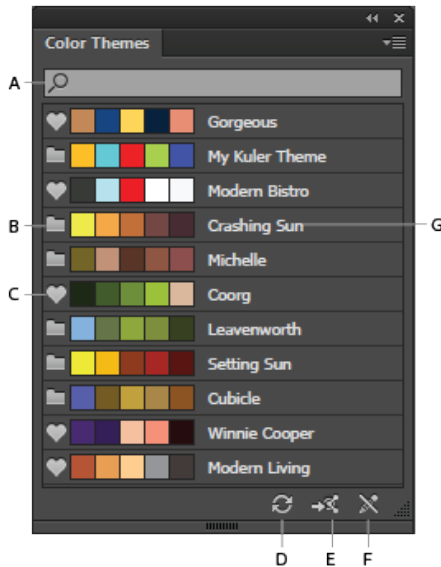 Color Themes
A
Gorgeous
My Kuler Theme
Modern Bistro
B Crashing Sun G
Michelle
C Coorg
Leavenworth
Setting Sun
Cubicle
Winnie Cooper
Modern Living
D E F